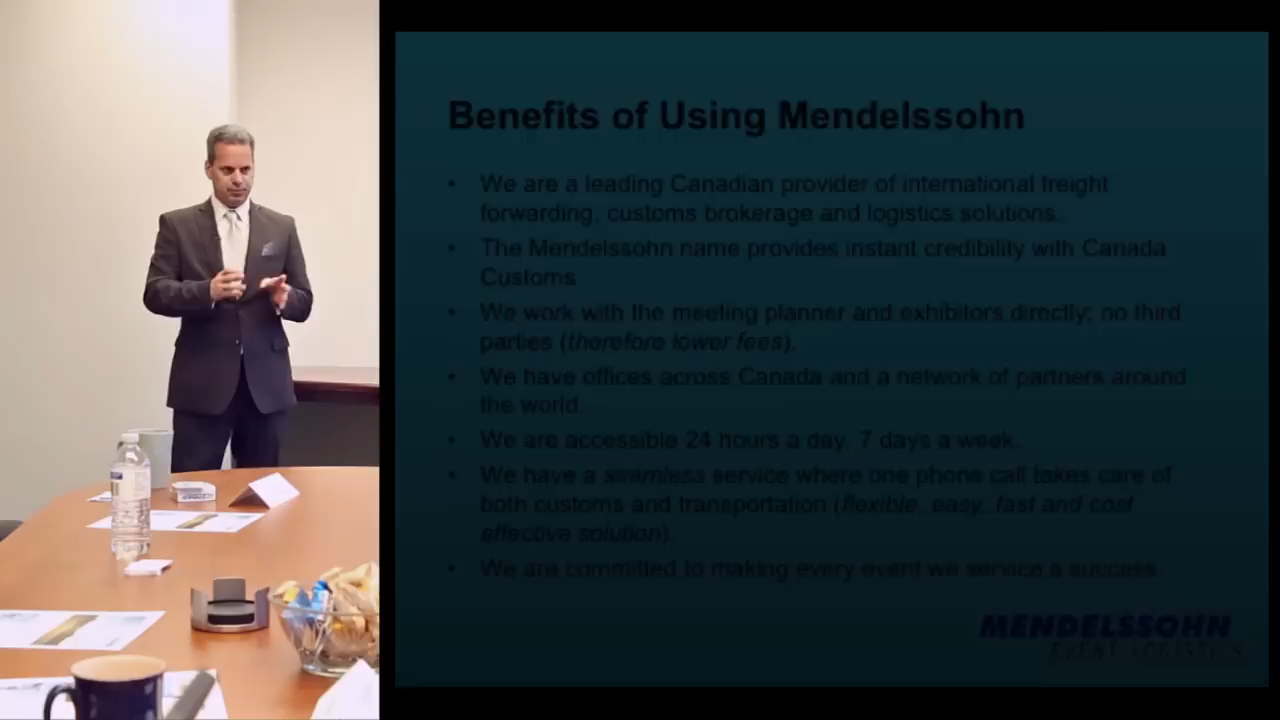 Benefits of Using Mendelssohn
• We are a leading Canadian provider of international freight
forwarding, customs brokerage and logistics solutions.
• The Mendelssohn name provides instant credibility with Canada
Customs
• We work with the meeting planner and exhibitors directly; no third
parties (therefore lower fees).
• We have offices across Canada and a network of partners around
the world.
• We are accessible 24 hours a day, 7 days a week.
• We have a seamless service where one phone call takes care of
both customs and transportation (flexible, easy, fast and cost
effective solution).
• We are committed to making every event we service a success.
MENDELSSOHN
EVENT LOGISTICS